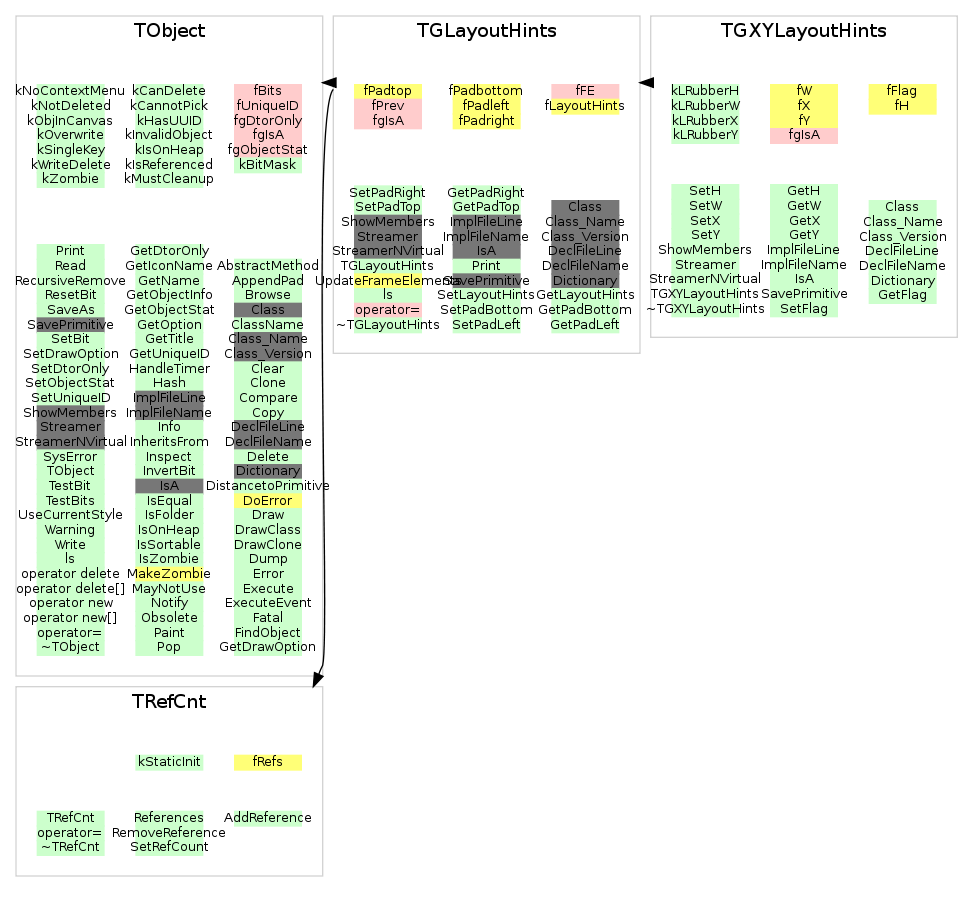 TObject
kNoContextMenu kCanDelete fBits
kNotDeleted kCannotPick fUniqueID
kObjInCanvas kHasUUID fgDtorOnly
kOverwrite kInvalidObject fgIsA
kSingleKey kIsOnHeap fgObjectStat
kWriteDelete kIsReferenced kBitMask
kZombie kMustCleanup
Print GetDtorOnly
Read GetIconName AbstractMethod
RecursiveRemove GetName AppendPad
ResetBit GetObjectInfo Browse
SaveAs GetObjectStat Class
SavePrimitive GetOption ClassName
SetBit GetTitle Class_Name
SetDrawOption GetUniqueID Class_Version
SetDtorOnly HandleTimer Clear
SetObjectStat Hash Clone
SetUniqueID ImplFileLine Compare
ShowMembers ImplFileName Copy
Streamer Info DeclFileLine
StreamerNVirtual InheritsFrom DeclFileName
SysError Inspect Delete
TObject InvertBit Dictionary
TestBit IsA DistancetoPrimitive
TestBits IsEqual DoError
UseCurrentStyle IsFolder Draw
Warning IsOnHeap DrawClass
Write IsSortable DrawClone
ls IsZombie Dump
operator delete MakeZombie Error
operator delete[] MayNotUse Execute
operator new Notify ExecuteEvent
operator new[] Obsolete Fatal
operator= Paint FindObject
~TObject Pop GetDrawOption
TGLayoutHints
fPadtop fPadbottom fFE
fPrev fPadleft fLayoutHints
fgIsA fPadright
SetPadRight GetPadRight
SetPadTop GetPadTop Class
ShowMembers ImplFileLine Class_Name
Streamer ImplFileName Class_Version
StreamerNVirtual IsA DeclFileLine
TGLayoutHints Print DeclFileName
UpdateFrameElements SavePrimitive Dictionary
ls SetLayoutHints GetLayoutHints
operator= SetPadBottom GetPadBottom
~TGLayoutHints SetPadLeft GetPadLeft
TGXYLayoutHints
kLRubberH fW fFlag
kLRubberW fX fH
kLRubberX fY
kLRubberY fgIsA
SetH GetH
SetW GetW Class
SetX GetX Class_Name
SetY GetY Class_Version
ShowMembers ImplFileLine DeclFileLine
Streamer ImplFileName DeclFileName
StreamerNVirtual IsA Dictionary
TGXYLayoutHints SavePrimitive GetFlag
~TGXYLayoutHints SetFlag
TRefCnt
kStaticInit fRefs
TRefCnt References AddReference
operator= RemoveReference
~TRefCnt SetRefCount